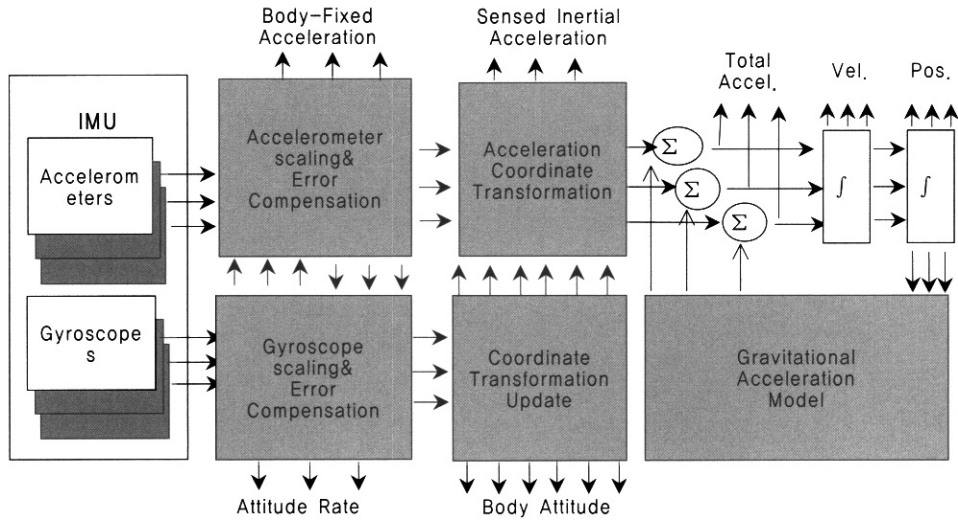 Body-Fixed
Acceleration
Sensed Inertial
Acceleration
Total
Accel.
Vel.
Pos.
IMU
Accelerom
eters
Accelerometer
scaling&
Error
Compensation
Acceleration
Coordinate
Transformation
Σ
Σ
Σ
∫
∫
Gyroscope
s
Gyroscope
scaling&
Error
Compensation
Coordinate
Transformation
Update
Gravitational
Acceleration
Model
Attitude Rate
Body Attitude